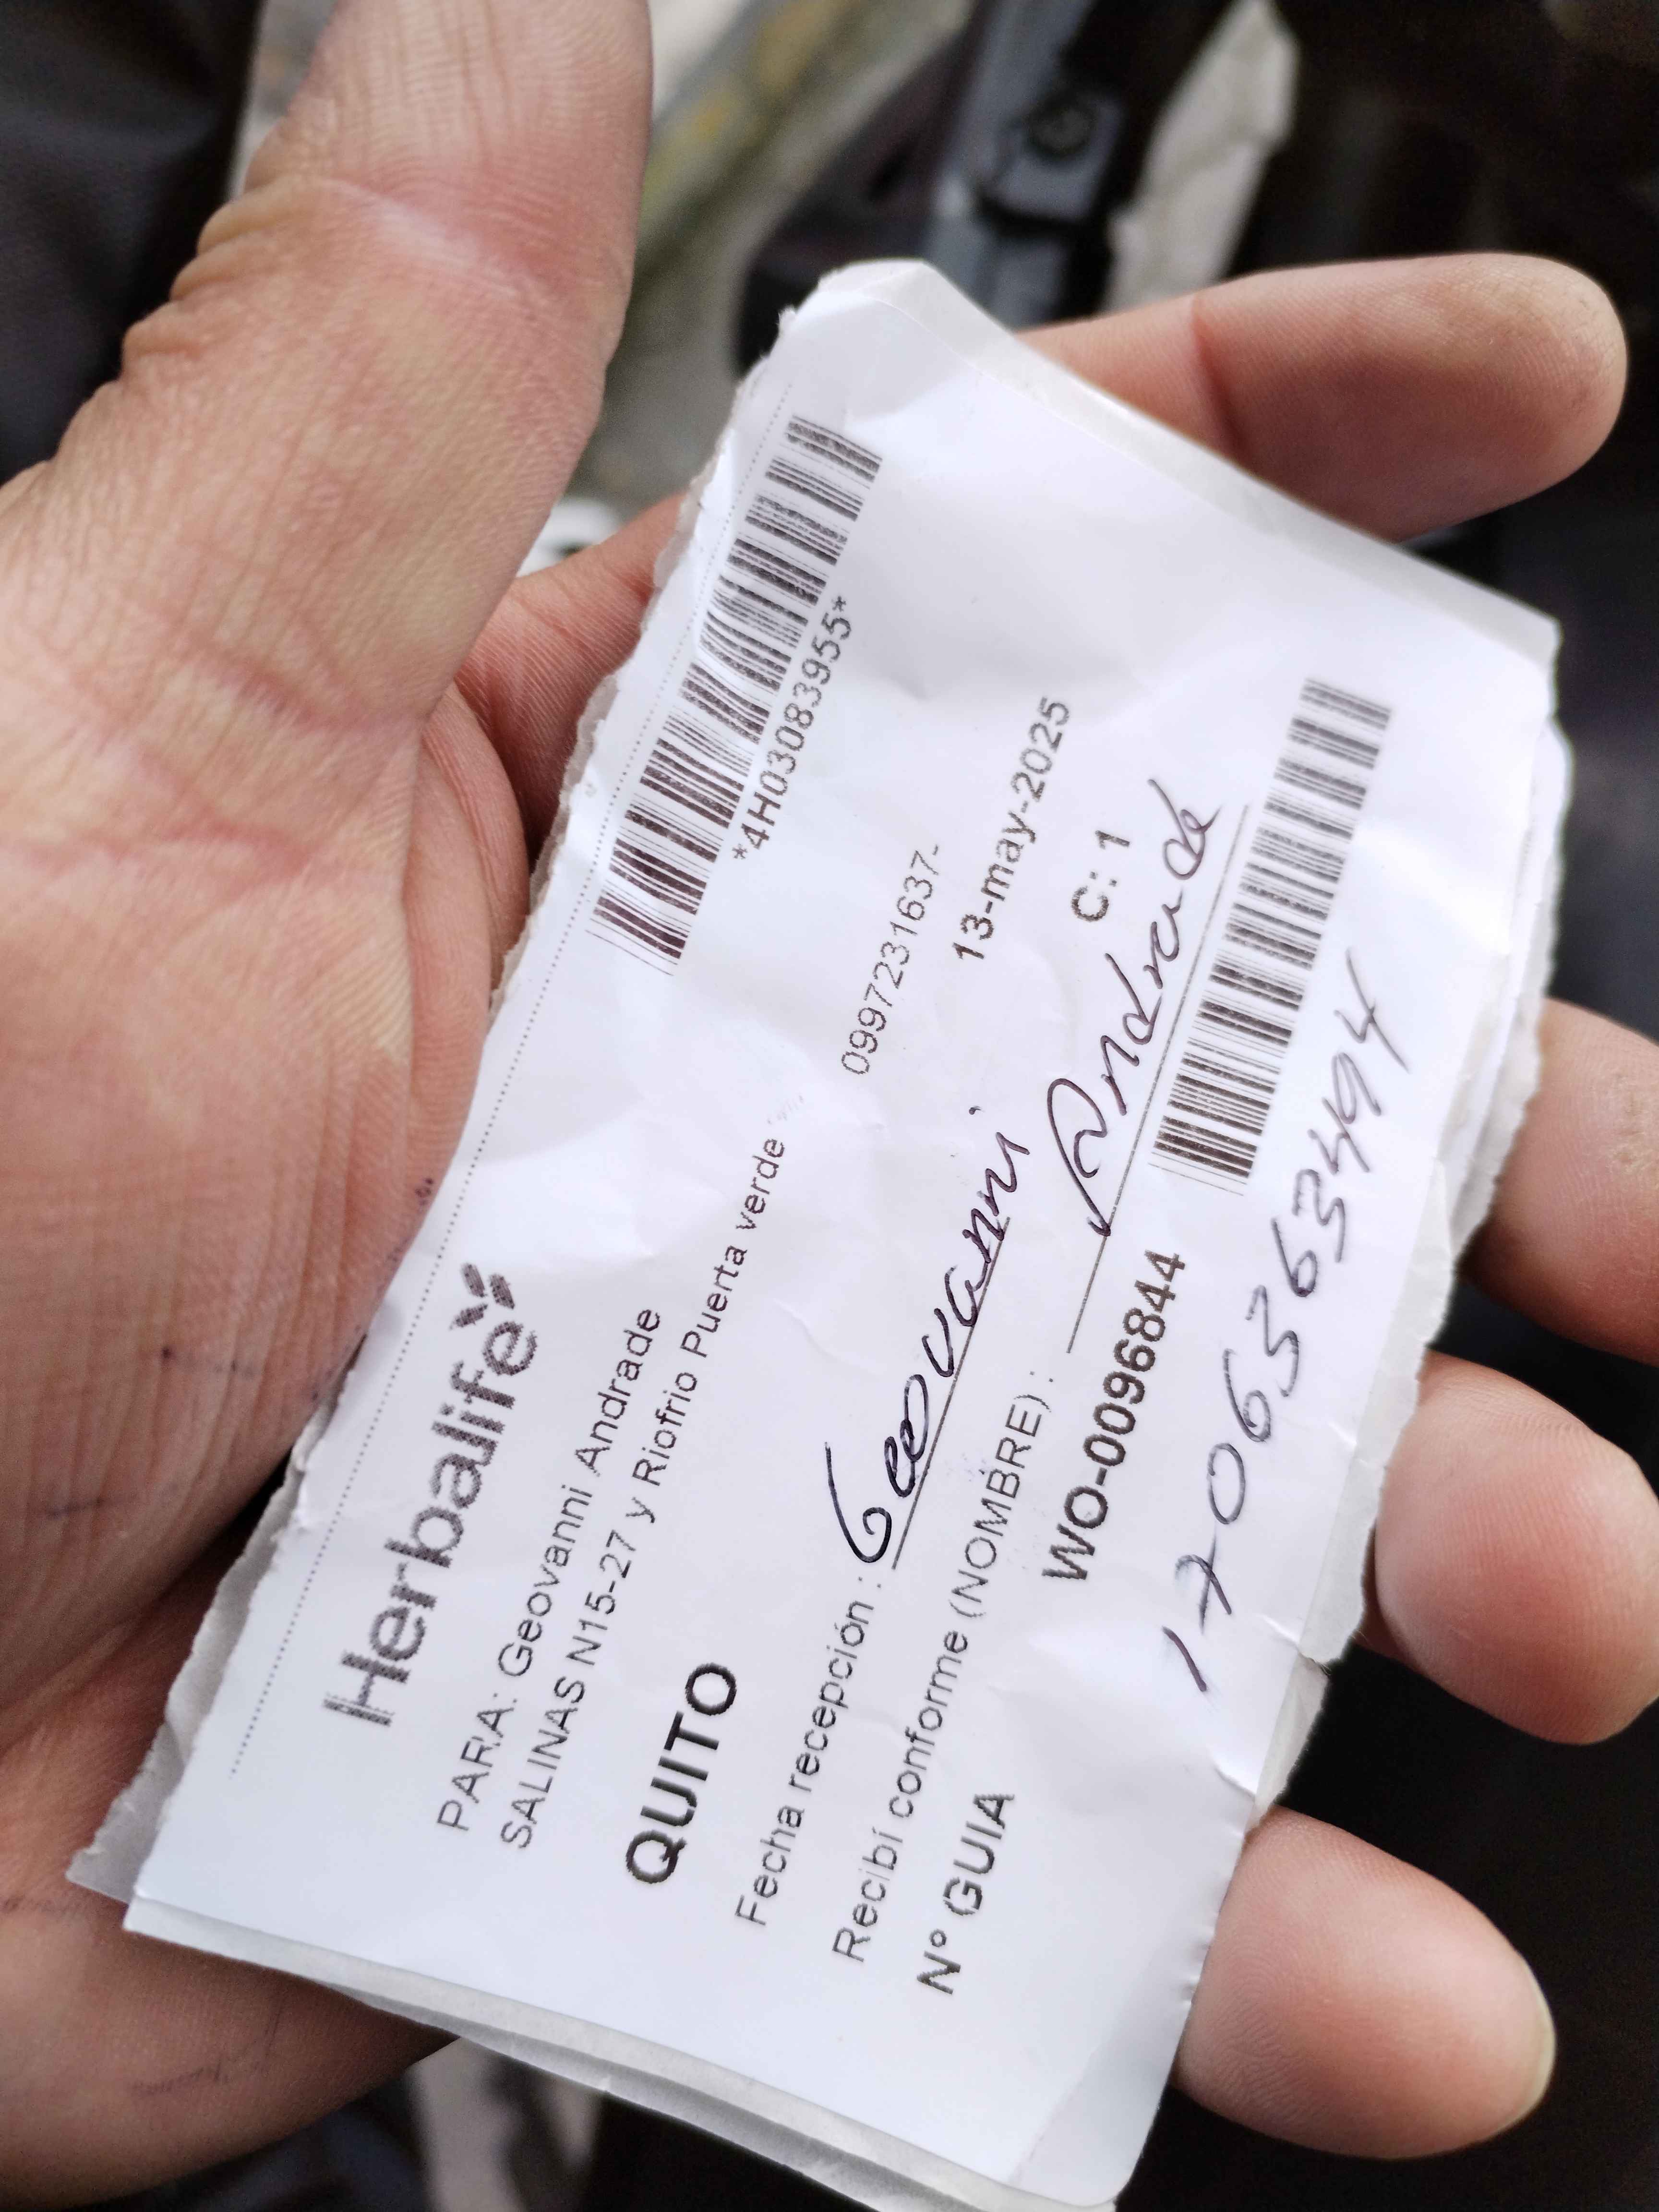 *4H03083955*
Herbalife
PARA: Geovanni Andrade
SALINAS N15-27 y Riofrio Puerta verde
0997231637-
QUITO
13-may-2025
Fecha recepción : Geovanni
C: 1
Recibí conforme (NOMBRE) : Andrade
Nº GUIA WO-0096844
1706363494